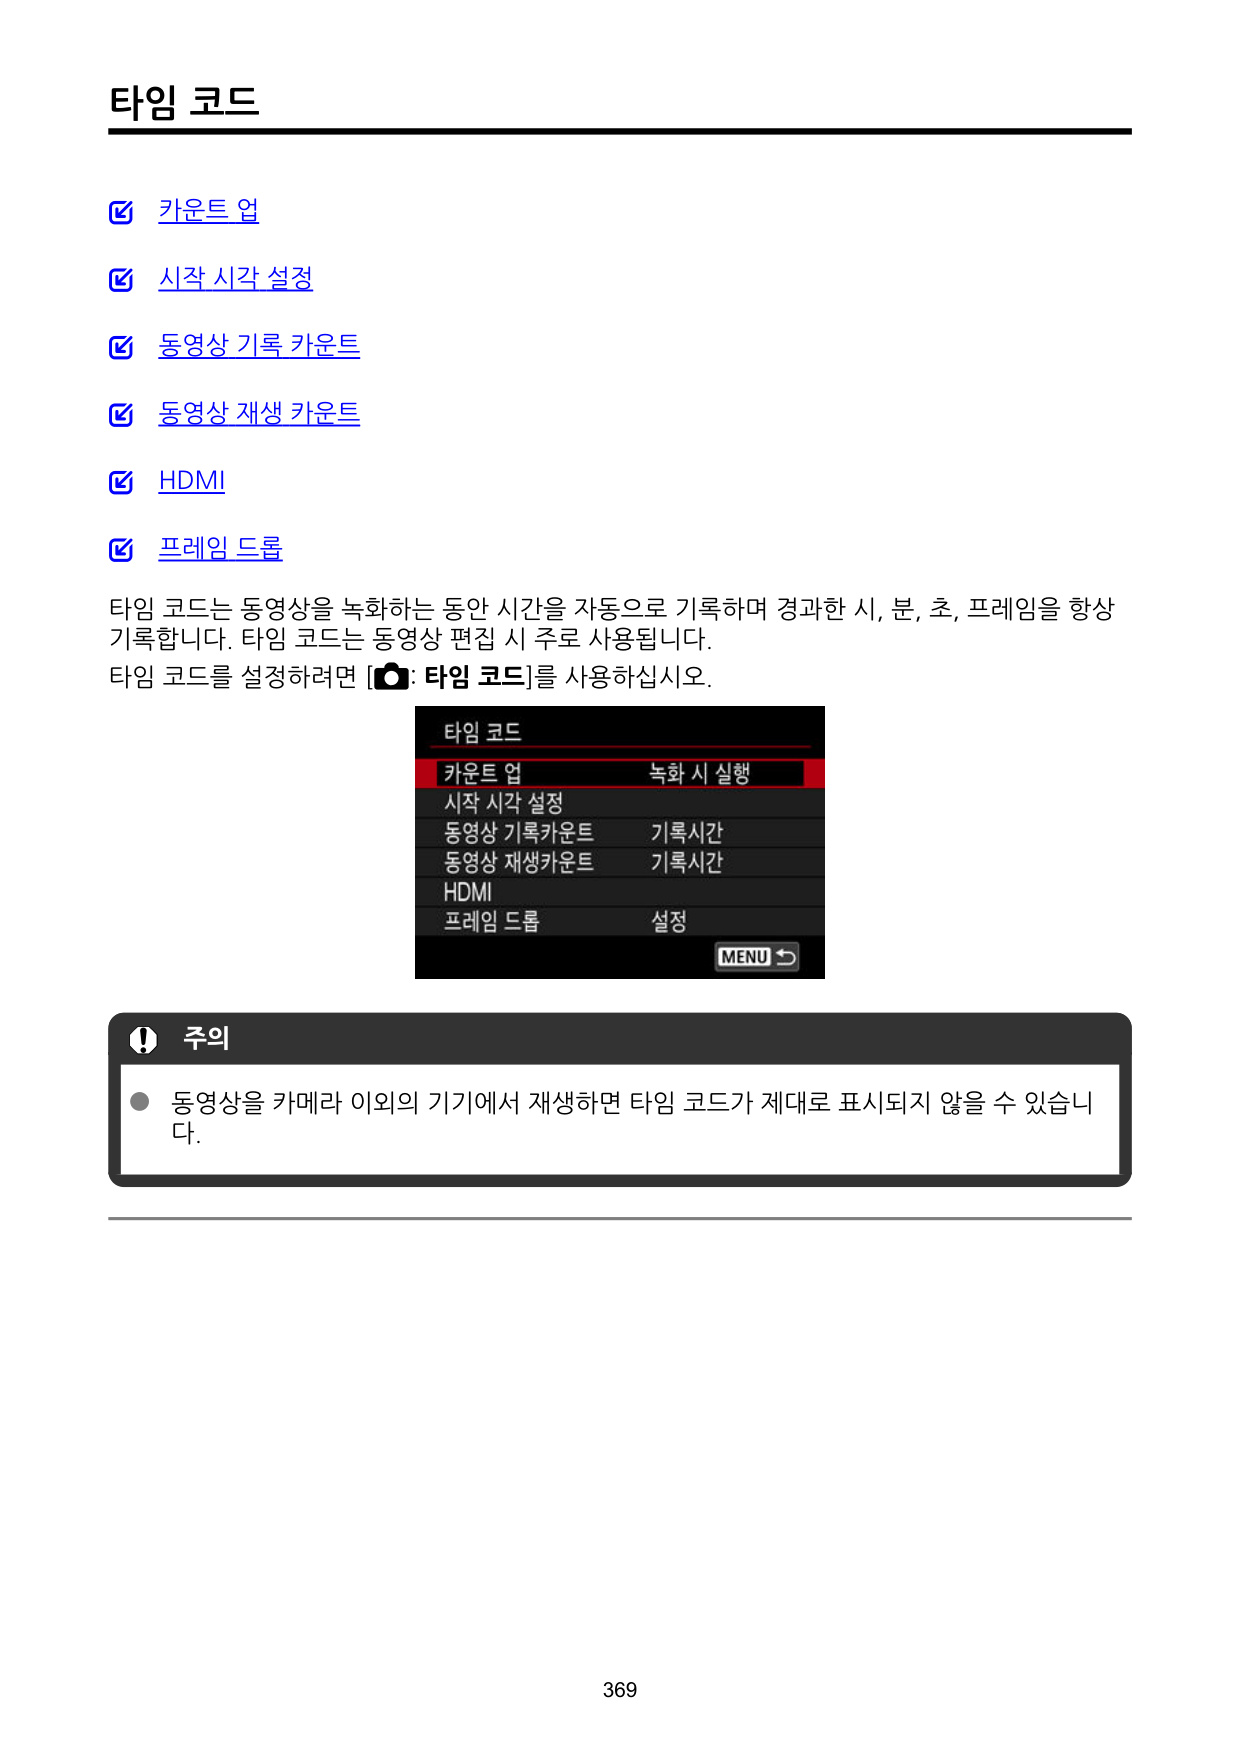 타임 코드
카운트 업
시작 시각 설정
동영상 기록 카운트
동영상 재생 카운트
HDMI
프레임 드롭
타임 코드는 동영상을 녹화하는 동안 시간을 자동으로 기록하며 경과한 시, 분, 초, 프레임을 항상
기록합니다. 타임 코드는 동영상 편집 시 주로 사용됩니다.
타임 코드를 설정하려면 [: 타임 코드]를 사용하십시오.
타임 코드
카운트 업 녹화 시 실행
시작 시각 설정
동영상 기록카운트 기록시간
동영상 재생카운트 기록시간
HDMI
프레임 드롭 설정
MENU
주의
동영상을 카메라 이외의 기기에서 재생하면 타임 코드가 제대로 표시되지 않을 수 있습니
다.
369